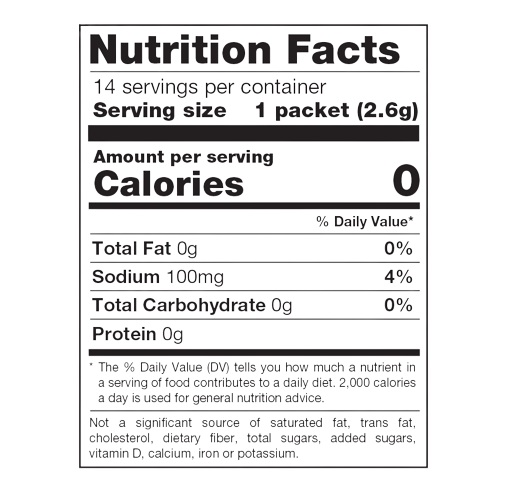 Nutrition Facts
14 servings per container
Serving size 1 packet (2.6g)
Amount per serving
Calories 0
% Daily Value*
Total Fat 0g 0%
Sodium 100mg 4%
Total Carbohydrate 0g 0%
Protein 0g
* The % Daily Value (DV) tells you how much a nutrient in
a serving of food contributes to a daily diet. 2,000 calories
a day is used for general nutrition advice.
Not a significant source of saturated fat, trans fat,
cholesterol, dietary fiber, total sugars, added sugars,
vitamin D, calcium, iron or potassium.